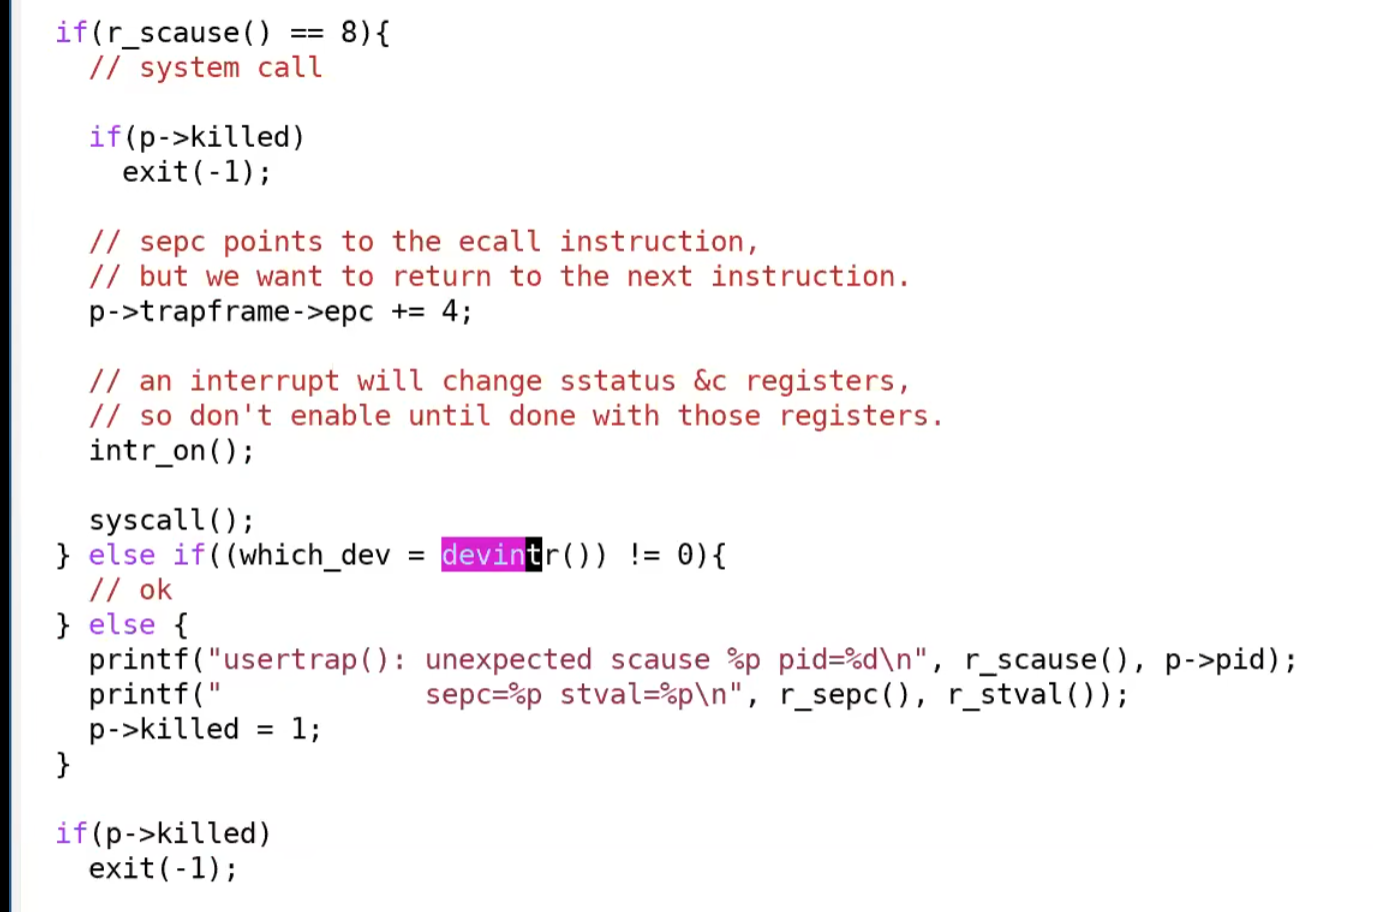 if(r_scause() == 8){
// system call
if(p->killed)
exit(-1);
// sepc points to the ecall instruction,
// but we want to return to the next instruction.
p->trapframe->epc += 4;
// an interrupt will change sstatus &c registers,
// so don't enable until done with those registers.
intr_on();
syscall();
} else if((which_dev = devintr()) != 0){
// ok
} else {
printf("usertrap(): unexpected scause %p pid=%d\n", r_scause(), p->pid);
printf("            sepc=%p stval=%p\n", r_sepc(), r_stval());
p->killed = 1;
}
if(p->killed)
exit(-1);